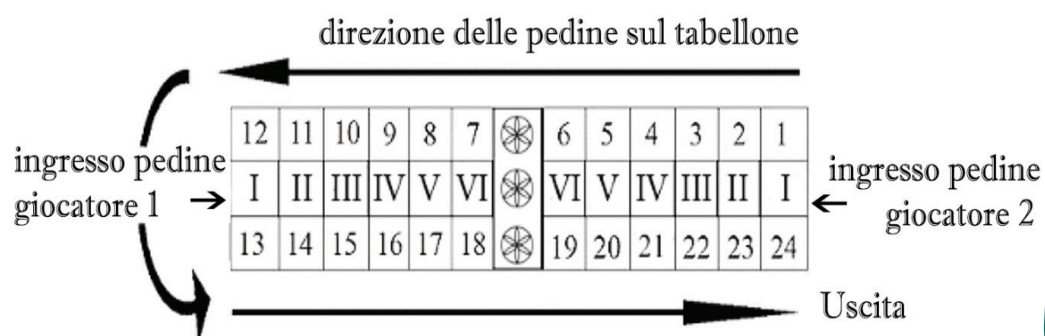 direzione delle pedine sul tabellone
12 11 10 9 8 7 6 5 4 3 2 1
ingresso pedine
giocatore 1
I II III IV V VI VI V IV III II I
ingresso pedine
giocatore 2
13 14 15 16 17 18 19 20 21 22 23 24
Uscita